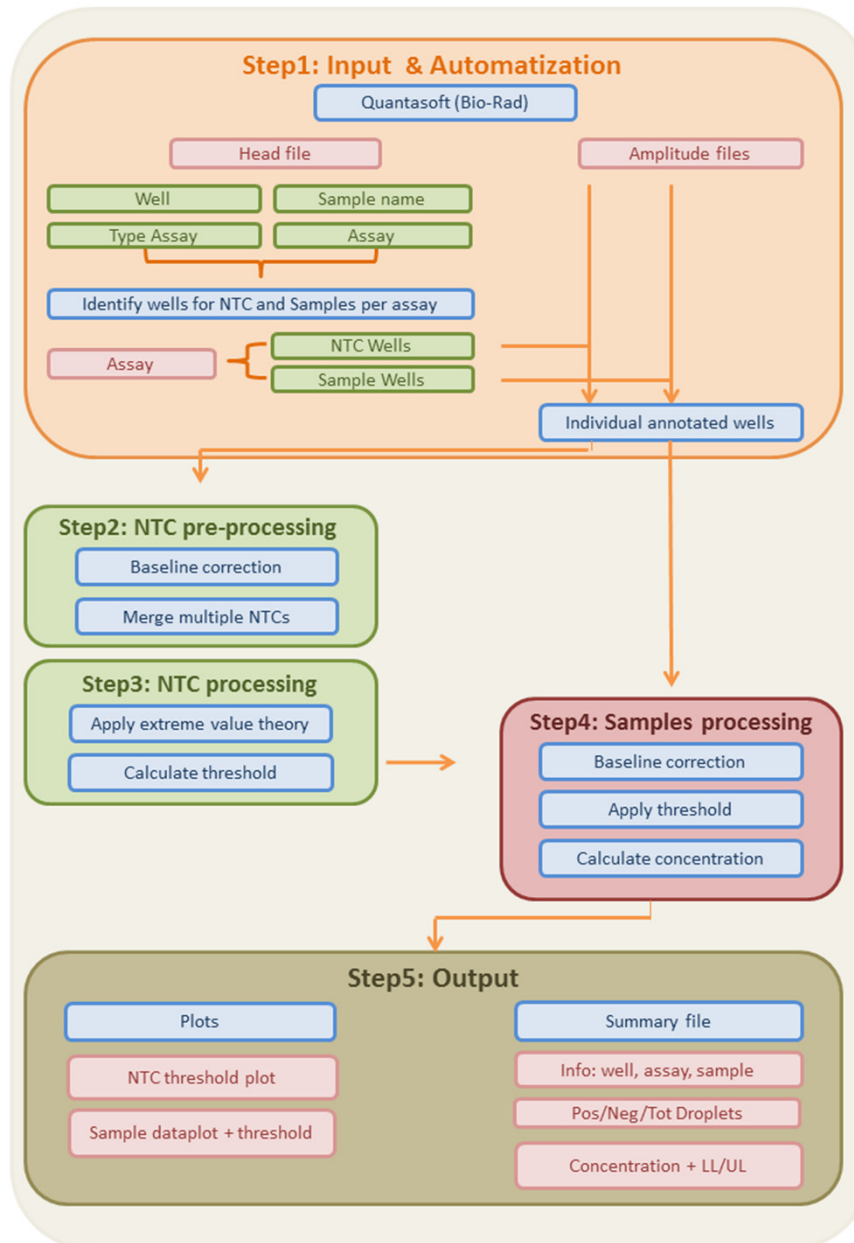 Step1: Input & Automatization
Quantasoft (Bio-Rad)
Head file
Amplitude files
Well
Sample name
Type Assay
Assay
Identify wells for NTC and Samples per assay
Assay
NTC Wells
Sample Wells
Individual annotated wells
Step2: NTC pre-processing
Baseline correction
Merge multiple NTCs
Step3: NTC processing
Apply extreme value theory
Calculate threshold
Step4: Samples processing
Baseline correction
Apply threshold
Calculate concentration
Step5: Output
Plots
NTC threshold plot
Sample dataplot + threshold
Summary file
Info: well, assay, sample
Pos/Neg/Tot Droplets
Concentration + LL/UL